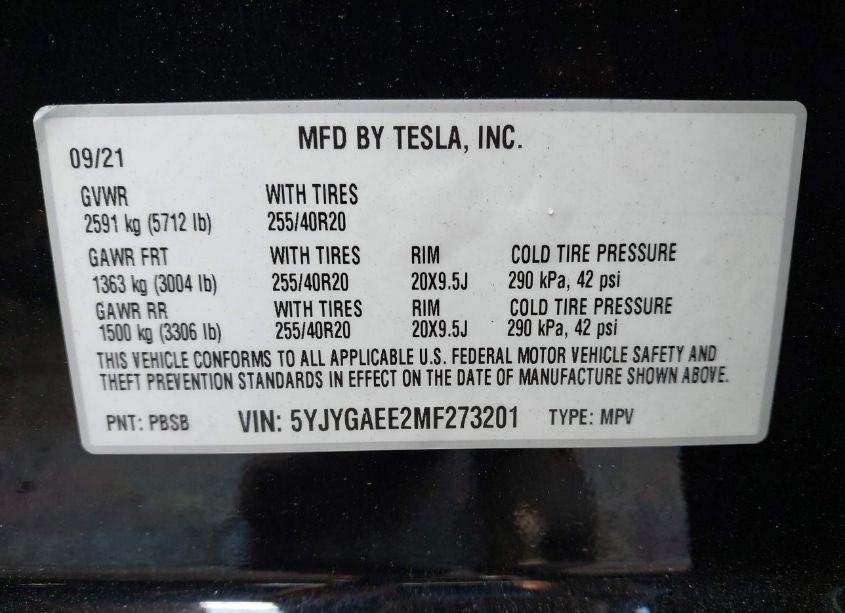 MFD BY TESLA, INC.
09/21
GVWR WITH TIRES
2591 kg (5712 lb) 255/40R20
GAWR FRT WITH TIRES RIM COLD TIRE PRESSURE
1363 kg (3004 lb) 255/40R20 20X9.5J 290 kPa, 42 psi
GAWR RR WITH TIRES RIM COLD TIRE PRESSURE
1500 kg (3306 lb) 255/40R20 20X9.5J 290 kPa, 42 psi
THIS VEHICLE CONFORMS TO ALL APPLICABLE U.S. FEDERAL MOTOR VEHICLE SAFETY AND
THEFT PREVENTION STANDARDS IN EFFECT ON THE DATE OF MANUFACTURE SHOWN ABOVE.
PNT: PBSB VIN: 5YJYGAEE2MF273201 TYPE: MPV